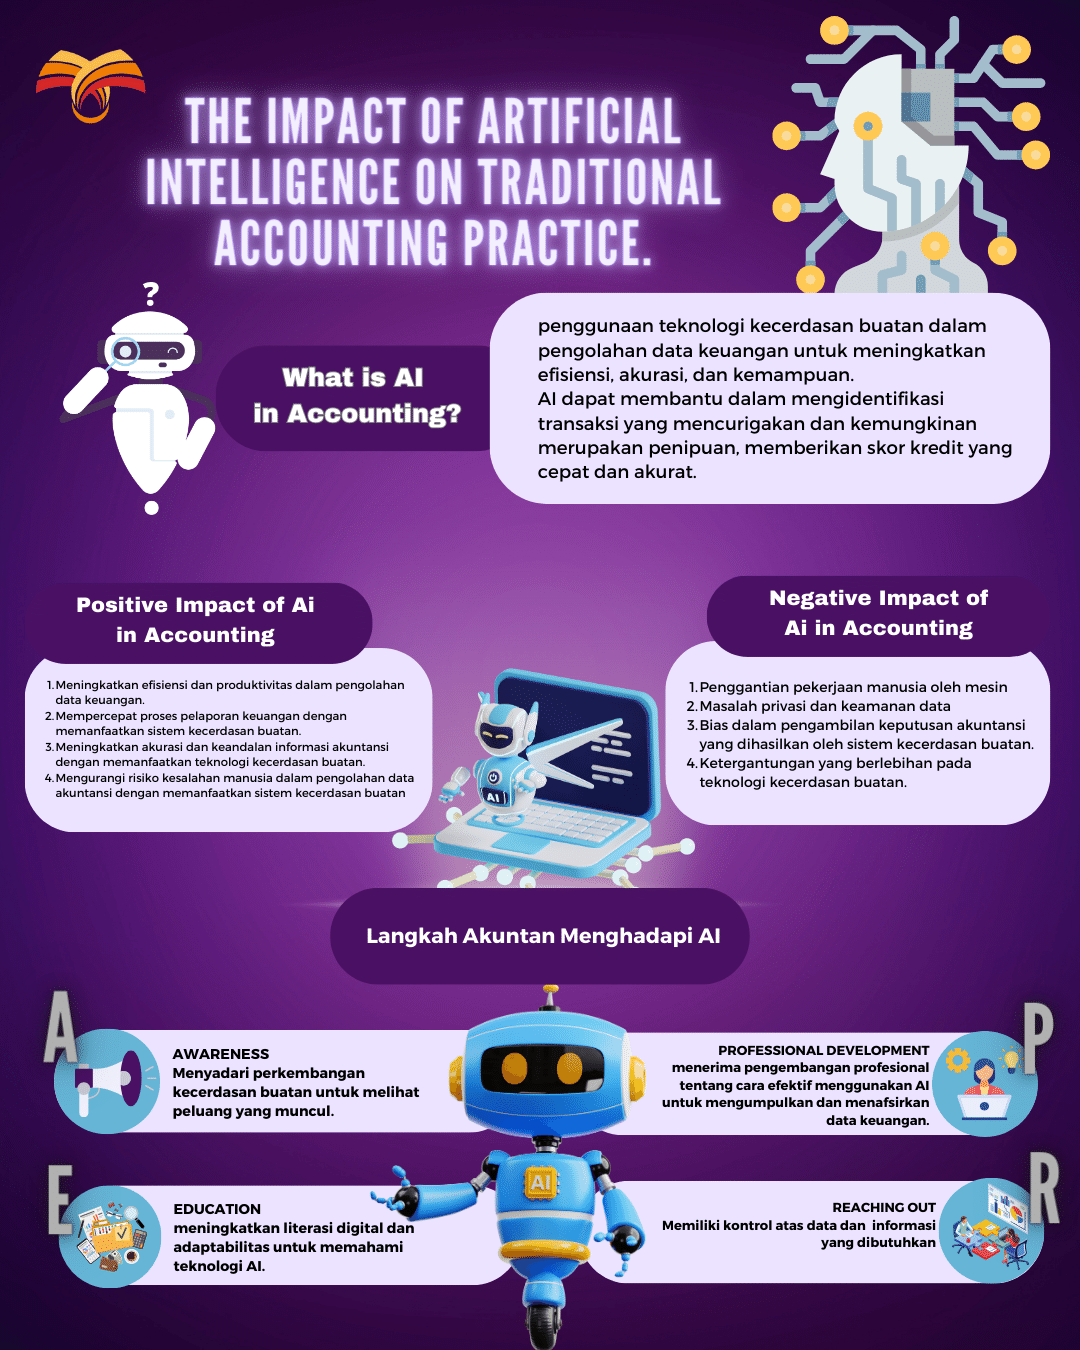 THE IMPACT OF ARTIFICIAL
INTELLIGENCE ON TRADITIONAL
ACCOUNTING PRACTICE.
?
What is AI
in Accounting?
penggunaan teknologi kecerdasan buatan dalam
pengolahan data keuangan untuk meningkatkan
efisiensi, akurasi, dan kemampuan.
AI dapat membantu dalam mengidentifikasi
transaksi yang mencurigakan dan kemungkinan
merupakan penipuan, memberikan skor kredit yang
cepat dan akurat.
Positive Impact of Ai
in Accounting
1. Meningkatkan efisiensi dan produktivitas dalam pengolahan
data keuangan.
2. Mempercepat proses pelaporan keuangan dengan
memanfaatkan sistem kecerdasan buatan.
3. Meningkatkan akurasi dan keandalan informasi akuntansi
dengan memanfaatkan teknologi kecerdasan buatan.
4. Mengurangi risiko kesalahan manusia dalam pengolahan data
akuntansi dengan memanfaatkan sistem kecerdasan buatan
Negative Impact of
Ai in Accounting
1. Penggantian pekerjaan manusia oleh mesin
2. Masalah privasi dan keamanan data
3. Bias dalam pengambilan keputusan akuntansi
yang dihasilkan oleh sistem kecerdasan buatan.
4. Ketergantungan yang berlebihan pada
teknologi kecerdasan buatan.
AI
Langkah Akuntan Menghadapi AI
A
AWARENESS
Menyadari perkembangan
kecerdasan buatan untuk melihat
peluang yang muncul.
P
PROFESSIONAL DEVELOPMENT
menerima pengembangan profesional
tentang cara efektif menggunakan AI
untuk mengumpulkan dan menafsirkan
data keuangan.
E
EDUCATION
meningkatkan literasi digital dan
adaptabilitas untuk memahami
teknologi AI.
AI
R
REACHING OUT
Memiliki kontrol atas data dan  informasi
yang dibutuhkan